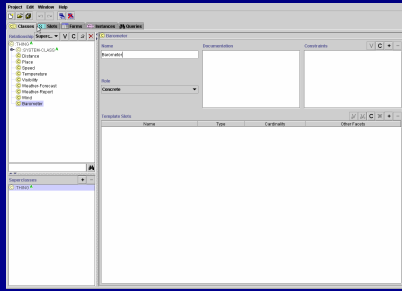 Project Edit Window Help
Classes Slots Forms Instances Queries
Relationship Superc... V C X
THING A
SYSTEM-CLASS A
Distance
Place
Speed
Temperature
Visibility
Weather Forecast
Weather Report
Wind
Barometer
Superclasses + -
THING A
Barometer
Name Documentation Constraints V C + -
Barometer
Role
Concrete
Template Slots V C X + -
Name Type Cardinality Other Facets